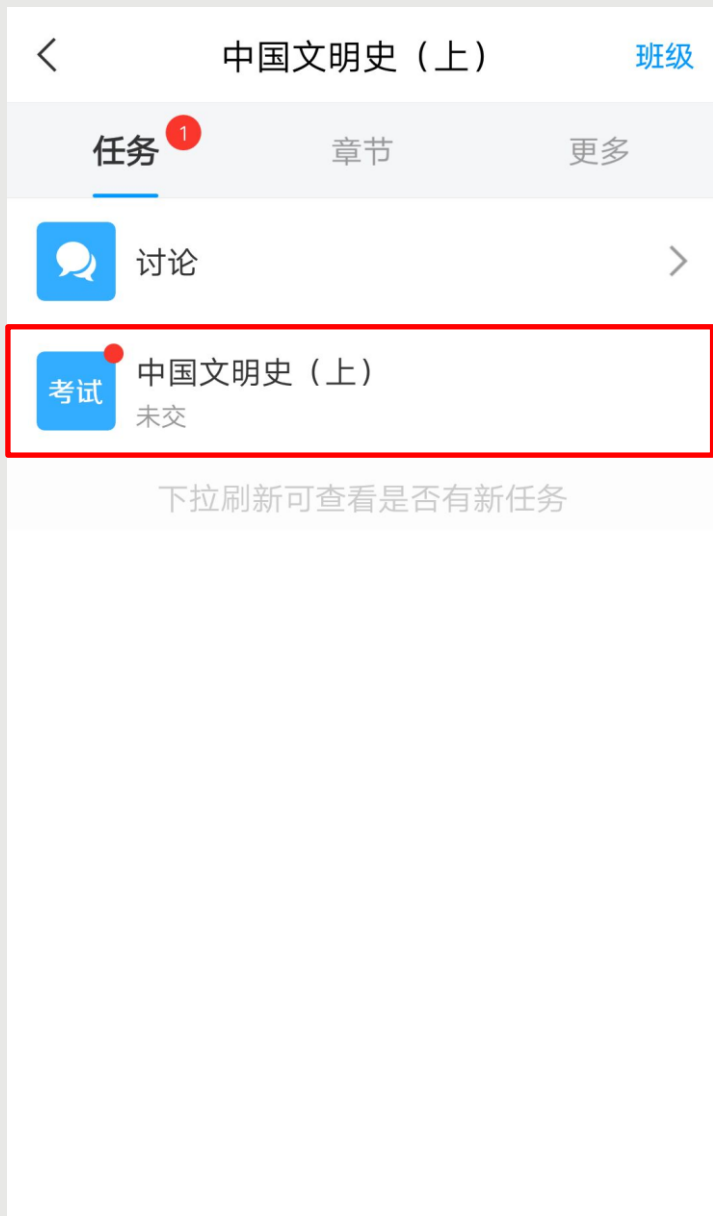 中国文明史（上）
班级
任务 1
章节
更多
讨论
考试
中国文明史（上）
未交
下拉刷新可查看是否有新任务